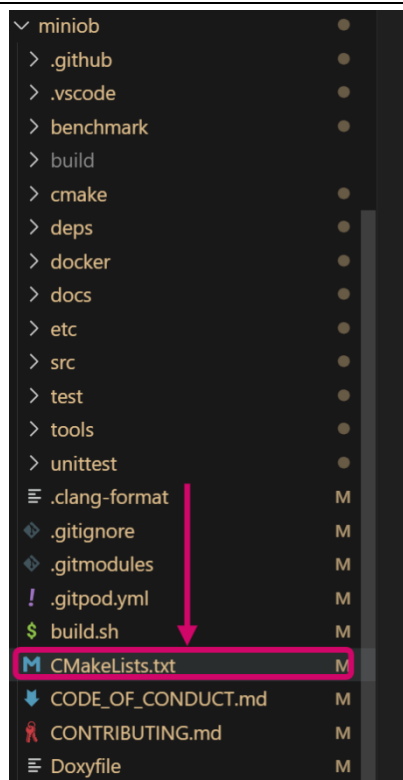 miniob
.github
.vscode
benchmark
build
cmake
deps
docker
docs
etc
src
test
tools
unittest
.clang-format M
.gitignore M
.gitmodules M
! .gitpod.yml M
$ build.sh M
M CMakeLists.txt M
CODE_OF_CONDUCT.md M
CONTRIBUTING.md M
Doxyfile M